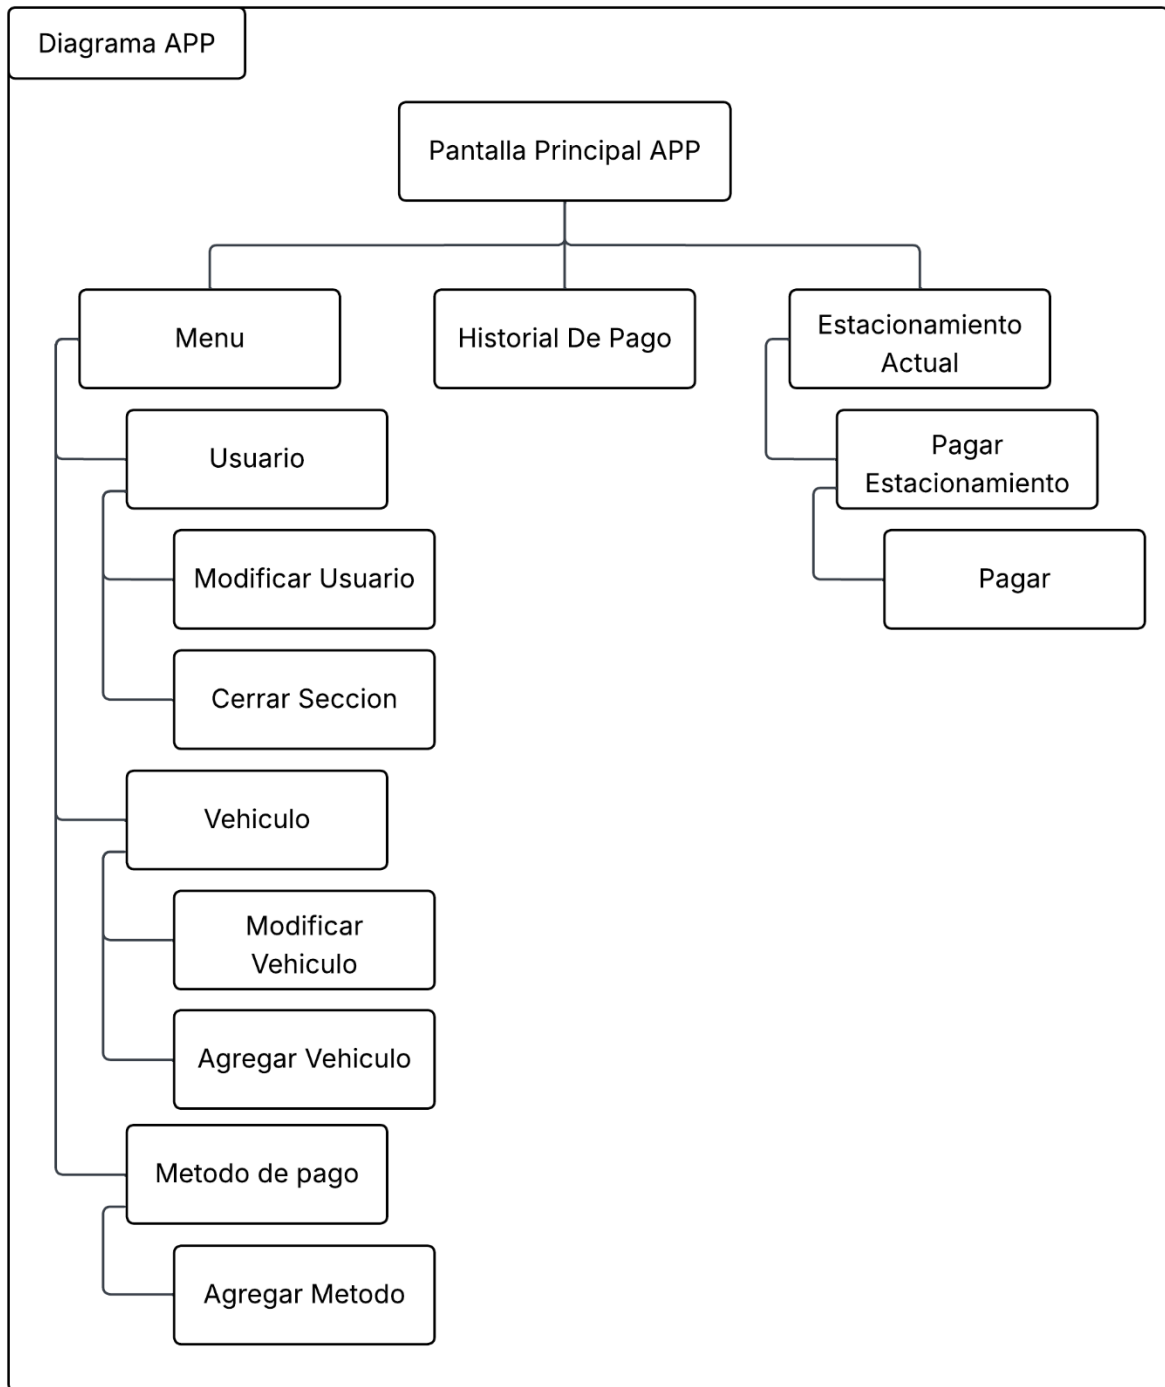 Diagrama APP
Pantalla Principal APP
Menu
Historial De Pago
Estacionamiento
Actual
Usuario
Pagar
Estacionamiento
Modificar Usuario
Pagar
Cerrar Seccion
Vehiculo
Modificar
Vehiculo
Agregar Vehiculo
Metodo de pago
Agregar Metodo